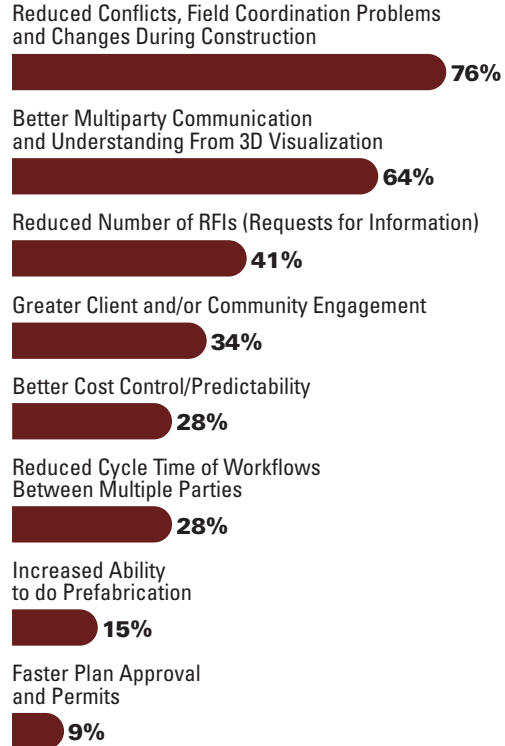 Reduced Conflicts, Field Coordination Problems
and Changes During Construction
76%
Better Multiparty Communication
and Understanding From 3D Visualization
64%
Reduced Number of RFIs (Requests for Information)
41%
Greater Client and/or Community Engagement
34%
Better Cost Control/Predictability
28%
Reduced Cycle Time of Workflows
Between Multiple Parties
28%
Increased Ability
to do Prefabrication
15%
Faster Plan Approval
and Permits
9%